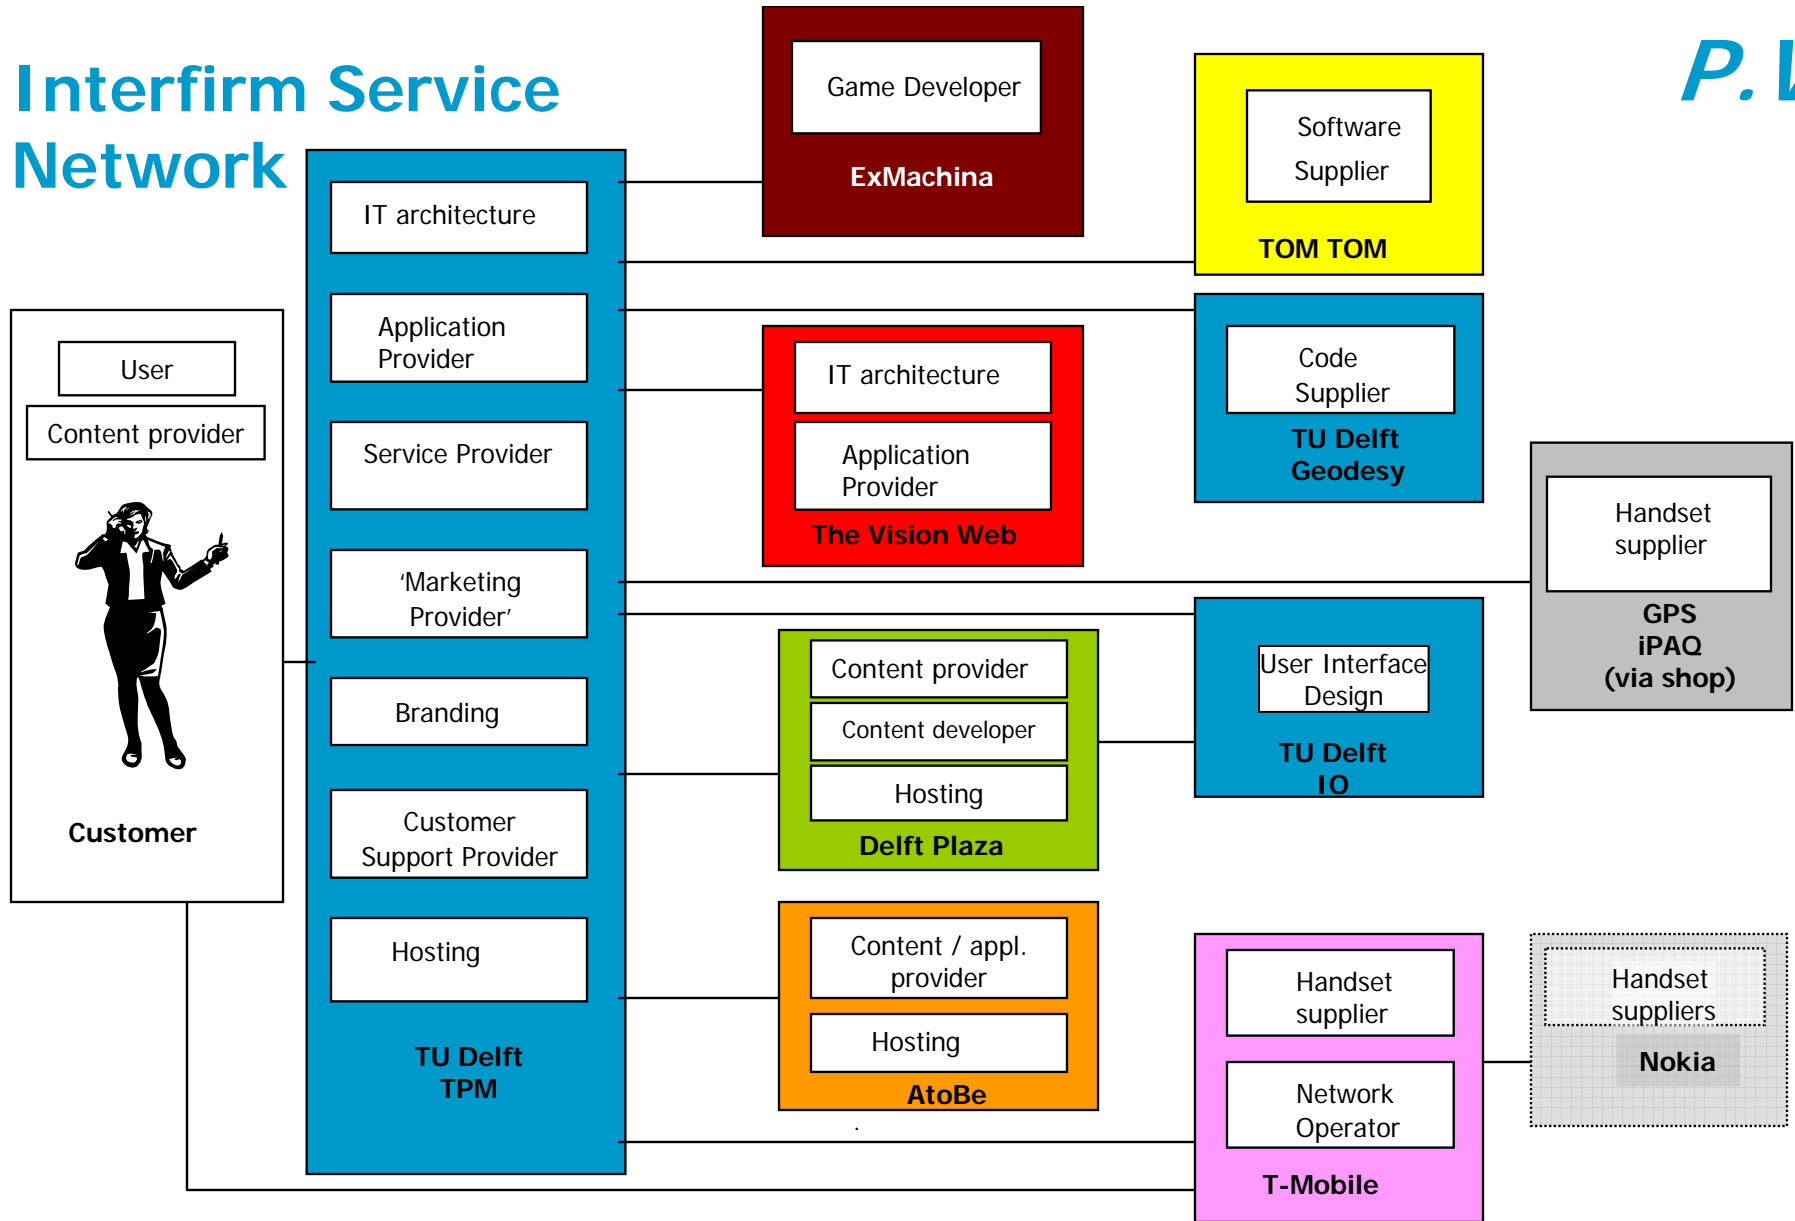 Interfirm Service
Network
P.
User
Content provider
Customer
IT architecture
Application
Provider
Service Provider
‘Marketing
Provider’
Branding
Customer
Support Provider
Hosting
TU Delft
TPM
Game Developer
ExMachina
IT architecture
Application
Provider
The Vision Web
Content provider
Content developer
Hosting
Delft Plaza
Content / appl.
provider
Hosting
AtoBe
.
Software
Supplier
TOM TOM
Code
Supplier
TU Delft
Geodesy
User Interface
Design
TU Delft
IO
Handset
supplier
Network
Operator
T-Mobile
Handset
supplier
GPS
iPAQ
(via shop)
Handset
suppliers
Nokia